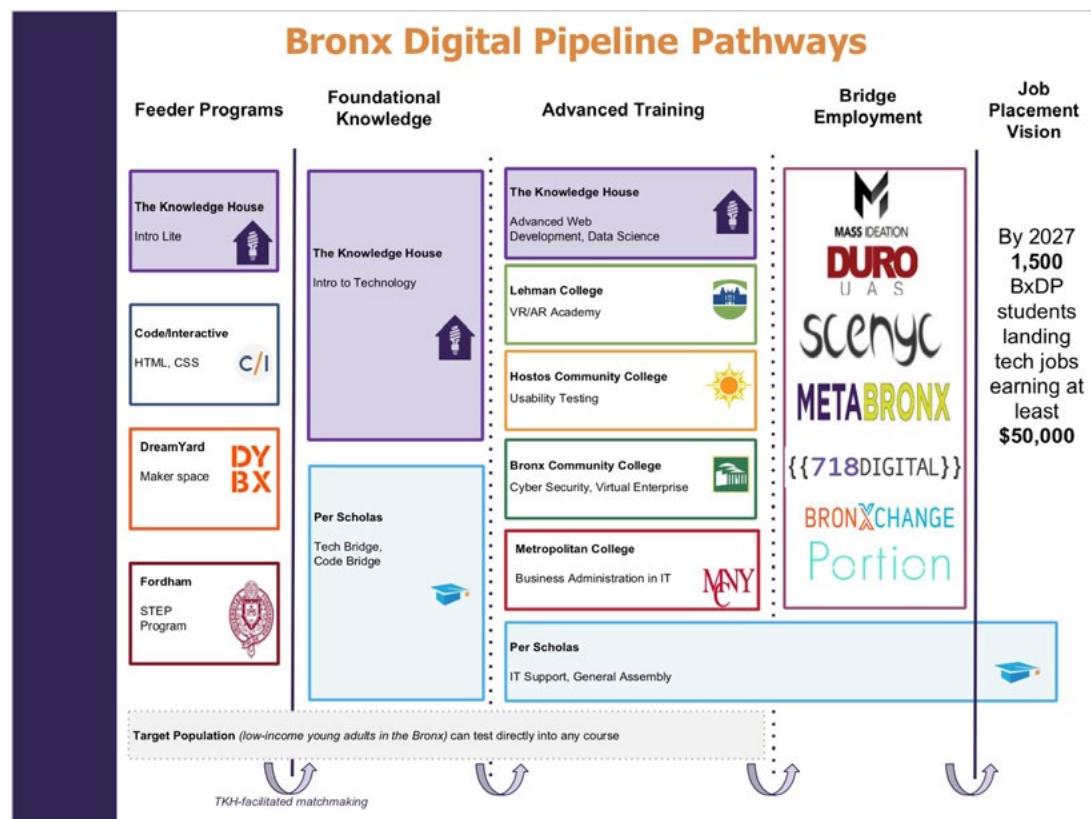 Bronx Digital Pipeline Pathways
Feeder Programs
Foundational
Knowledge
Advanced Training
Bridge
Employment
Job
Placement
Vision
The Knowledge House
Intro Lite
Code/Interactive
HTML, CSS
C/I
DreamYard
Maker space
DY
BX
Fordham
STEP
Program
The Knowledge House
Intro to Technology
Per Scholas
Tech Bridge,
Code Bridge
The Knowledge House
Advanced Web
Development, Data Science
Lehman College
VR/AR Academy
Hostos Community College
Usability Testing
Bronx Community College
Cyber Security, Virtual Enterprise
Metropolitan College
Business Administration in IT
MCNY
Per Scholas
IT Support, General Assembly
MASS IDEATION
DURO
UAS
scenyc
METABRONX
{{718DIGITAL}}
BRONXCHANGE
Portion
By 2027
1,500
BxDP
students
landing
tech jobs
earning at
least
$50,000
Target Population (low-income young adults in the Bronx) can test directly into any course
TKH-facilitated matchmaking